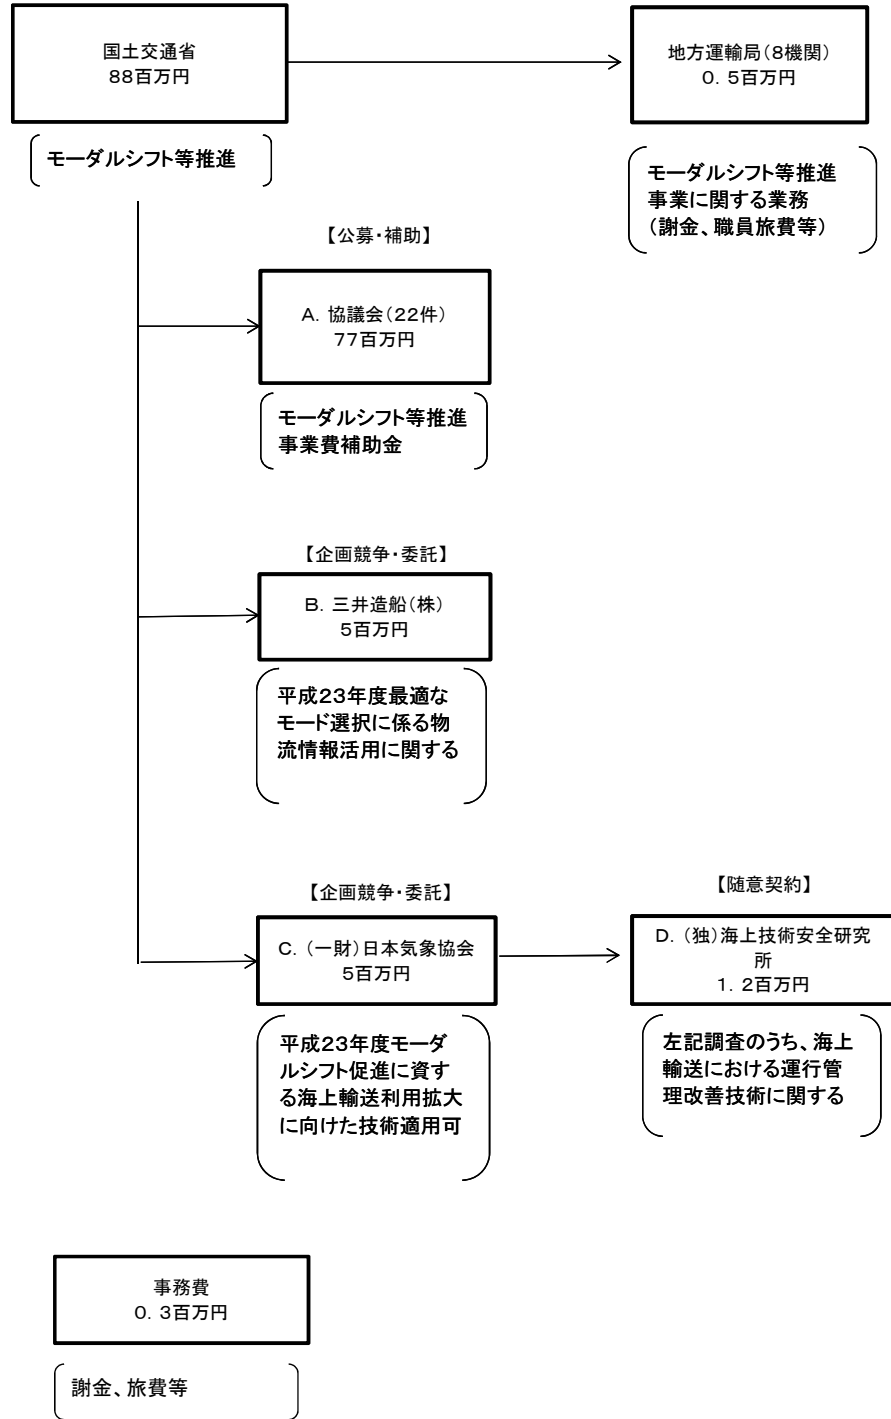 国土交通省
88百万円
地方運輸局(8機関)
0.5百万円
モーダルシフト等推進
モーダルシフト等推進
事業に関する業務
(謝金、職員旅費等)
【公募・補助】
A. 協議会(22件)
77百万円
モーダルシフト等推進
事業費補助金
【企画競争・委託】
B. 三井造船(株)
5百万円
平成23年度最適な
モード選択に係る物
流情報活用に関する
【企画競争・委託】
【随意契約】
C. (一財)日本気象協会
5百万円
D. (独)海上技術安全研究
所
1.2百万円
平成23年度モーダ
ルシフト促進に資す
る海上輸送利用拡大
に向けた技術適用可
左記調査のうち、海上
輸送における運行管
理改善技術に関する
事務費
0.3百万円
謝金、旅費等